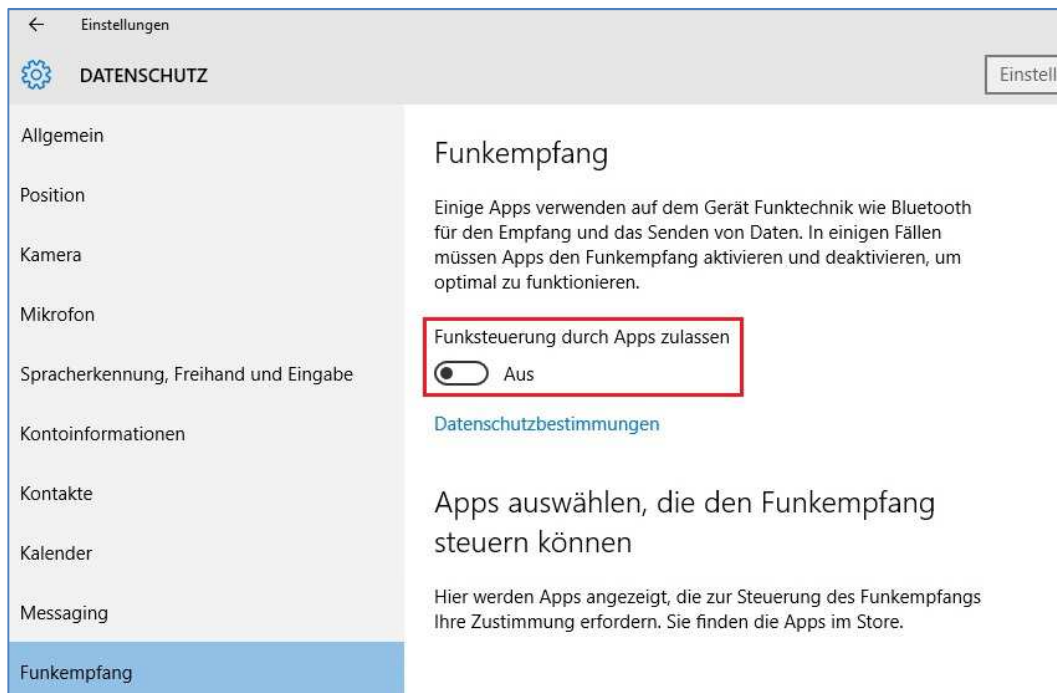 Einstellungen
DATENSCHUTZ
Einstell
Allgemein
Position
Kamera
Mikrofon
Spracherkennung, Freihand und Eingabe
Kontoinformationen
Kontakte
Kalender
Messaging
Funkempfang
Funkempfang
Einige Apps verwenden auf dem Gerät Funktechnik wie Bluetooth
für den Empfang und das Senden von Daten. In einigen Fällen
müssen Apps den Funkempfang aktivieren und deaktivieren, um
optimal zu funktionieren.
Funksteuerung durch Apps zulassen
Aus
Datenschutzbestimmungen
Apps auswählen, die den Funkempfang
steuern können
Hier werden Apps angezeigt, die zur Steuerung des Funkempfangs
Ihre Zustimmung erfordern. Sie finden die Apps im Store.